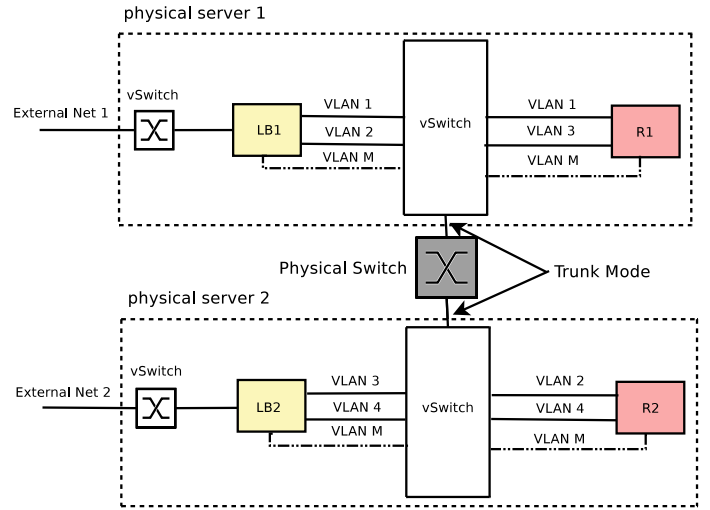 physical server 1
External Net 1
vSwitch
LB1
VLAN 1
VLAN 2
VLAN M
vSwitch
VLAN 1
VLAN 3
VLAN M
R1
Physical Switch
Trunk Mode
physical server 2
External Net 2
vSwitch
LB2
VLAN 3
VLAN 4
VLAN M
vSwitch
VLAN 2
VLAN 4
VLAN M
R2